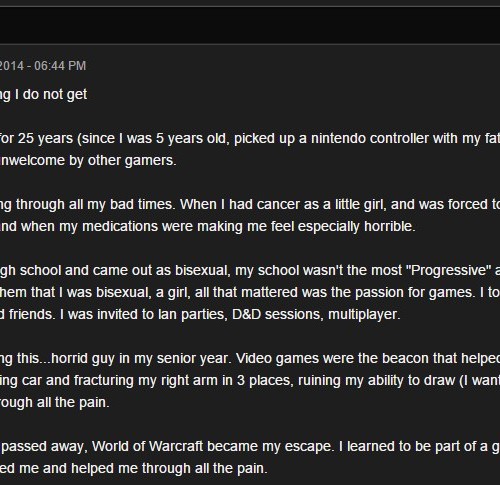 2014 - 06:44 PM
ng I do not get
for 25 years (since I was 5 years old, picked up a nintendo controller with my fat
nwelcome by other gamers.
ng through all my bad times. When I had cancer as a little girl, and was forced to
nd when my medications were making me feel especially horrible.
gh school and came out as bisexual, my school wasn't the most "Progressive" a
hem that I was bisexual, a girl, all that mattered was the passion for games. I to
d friends. I was invited to lan parties, D&D sessions, multiplayer.
ng this...horrid guy in my senior year. Video games were the beacon that helped
ing car and fracturing my right arm in 3 places, ruining my ability to draw (I want
rough all the pain.
passed away, World of Warcraft became my escape. I learned to be part of a g
ed me and helped me through all the pain.